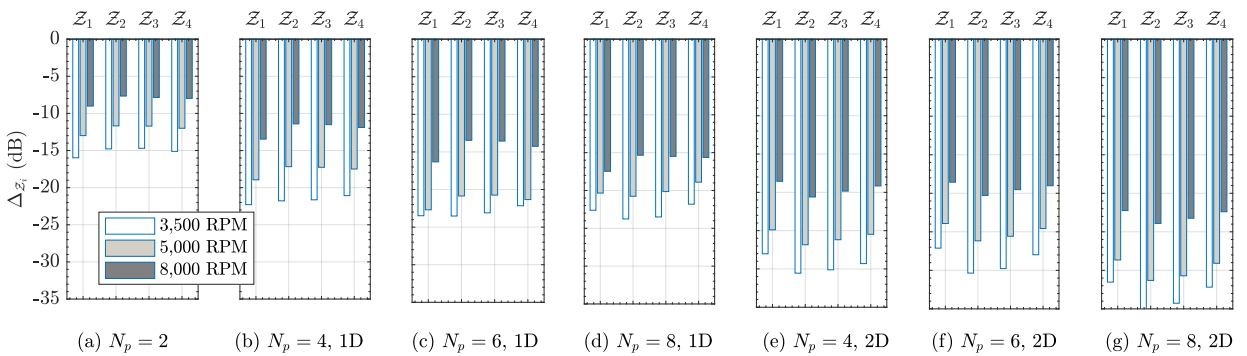 𝒵₁ 𝒵₂ 𝒵₃ 𝒵₄ 𝒵₁ 𝒵₂ 𝒵₃ 𝒵₄ 𝒵₁ 𝒵₂ 𝒵₃ 𝒵₄ 𝒵₁ 𝒵₂ 𝒵₃ 𝒵₄ 𝒵₁ 𝒵₂ 𝒵₃ 𝒵₄ 𝒵₁ 𝒵₂ 𝒵₃ 𝒵₄ 𝒵₁ 𝒵₂ 𝒵₃ 𝒵₄
0
-5
-10
-15
-20
-25
-30
-35
Δ_{𝒵ᵢ} (dB)
3,500 RPM
5,000 RPM
8,000 RPM
(a) Nₚ = 2
(b) Nₚ = 4, 1D
(c) Nₚ = 6, 1D
(d) Nₚ = 8, 1D
(e) Nₚ = 4, 2D
(f) Nₚ = 6, 2D
(g) Nₚ = 8, 2D